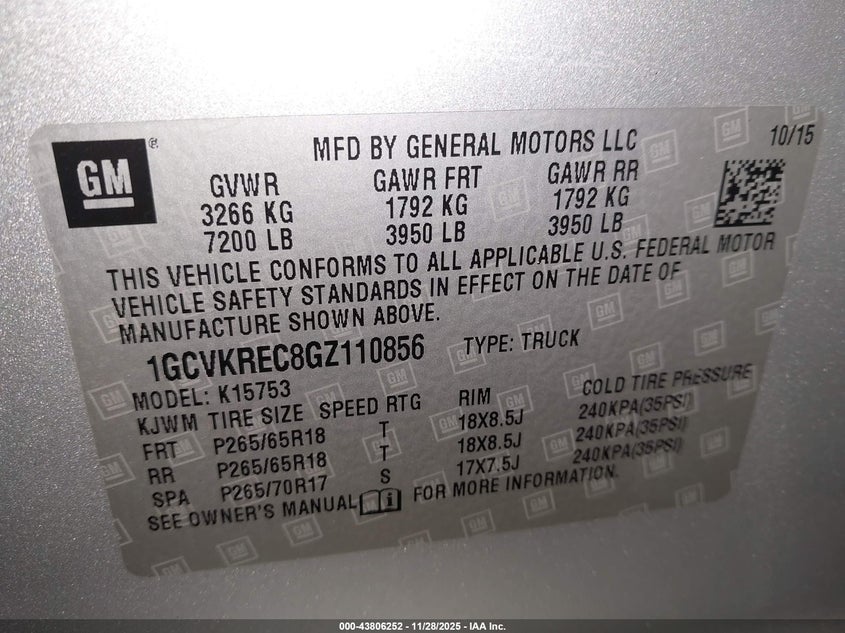 GM
MFD BY GENERAL MOTORS LLC 10/15
GVWR GAWR FRT GAWR RR
3266 KG 1792 KG 1792 KG
7200 LB 3950 LB 3950 LB
THIS VEHICLE CONFORMS TO ALL APPLICABLE U.S. FEDERAL MOTOR
VEHICLE SAFETY STANDARDS IN EFFECT ON THE DATE OF
MANUFACTURE SHOWN ABOVE.
1GCVKREC8GZ110856 TYPE: TRUCK
MODEL: K15753
KJWM TIRE SIZE SPEED RTG RIM COLD TIRE PRESSURE
FRT P265/65R18 T 18X8.5J 240KPA(35PSI)
RR P265/65R18 T 18X8.5J 240KPA(35PSI)
SPA P265/70R17 S 17X7.5J 240KPA(35PSI)
SEE OWNER'S MANUAL FOR MORE INFORMATION.
000-43806252 | 11/28/2025 - IAA Inc.